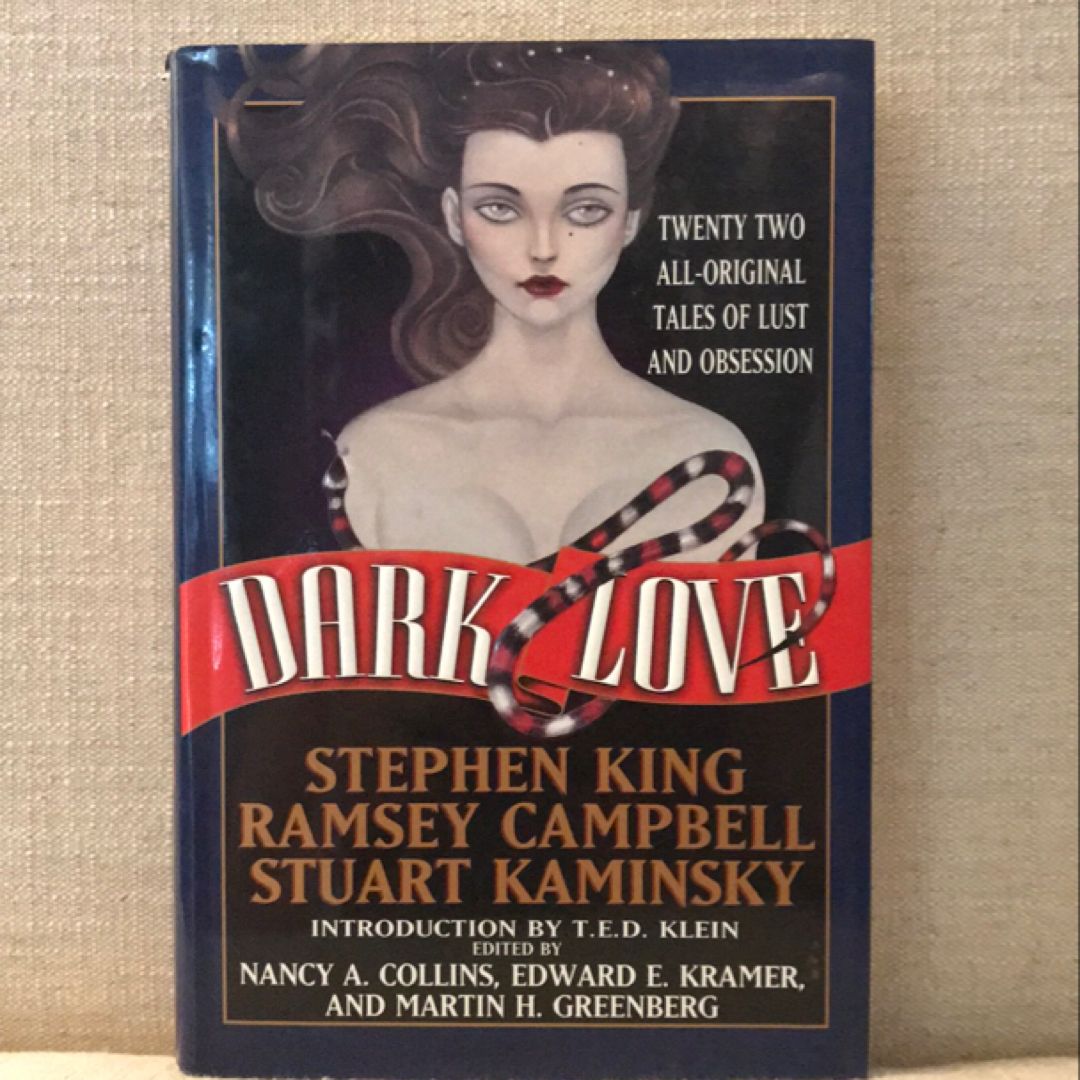 TWENTY TWO
ALL-ORIGINAL
TALES OF LUST
AND OBSESSION
DARK LOVE
STEPHEN KING
RAMSEY CAMPBELL
STUART KAMINSKY
INTRODUCTION BY T.E.D. KLEIN
EDITED BY
NANCY A. COLLINS, EDWARD E. KRAMER,
AND MARTIN H. GREENBERG